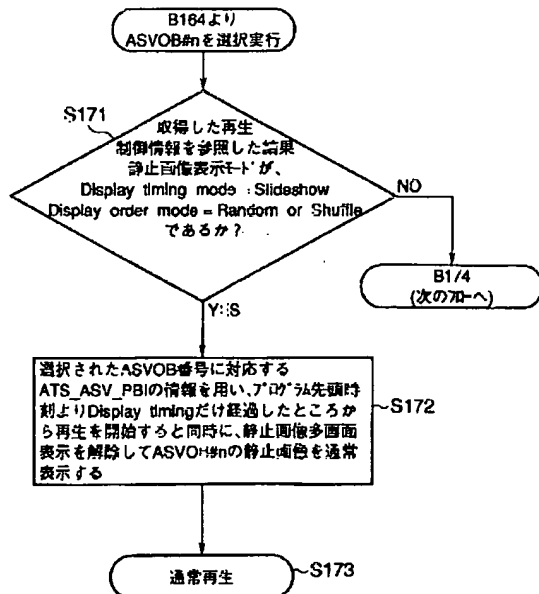 B164より
ASVOB#nを選択実行
S171
取得した再生
制御情報を参照した結果
静止画像表示モードが、
Display timing mode : Slideshow
Display order mode = Random or Shuffle
であるか?
NO
B1/4
(次のフローへ)
YES
選択されたASVOB番号に対応する
ATS_ASV_PBIの情報を用い、プログラム先頭時
刻よりDisplay timingだけ経過したところか
ら再生を開始すると同時に、静止画像多画面
表示を解除してASVOB#nの静止画像を通常
表示する
S172
通常再生
S173